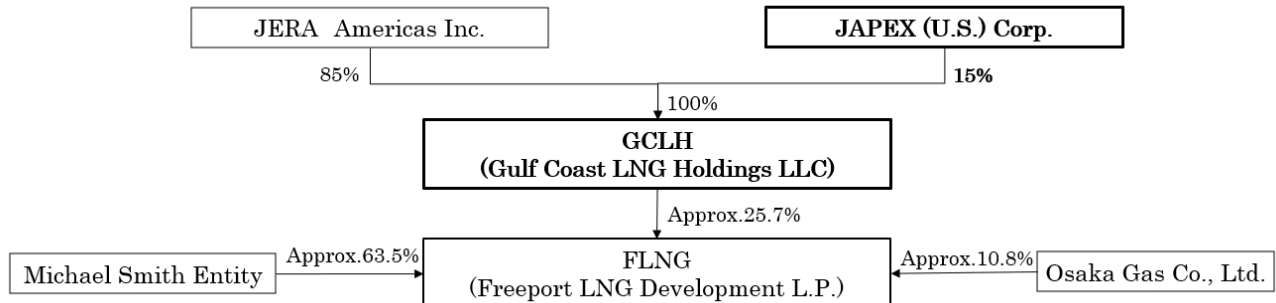 JERA Americas Inc.
JAPEX (U.S.) Corp.
85%
15%
100%
GCLH
(Gulf Coast LNG Holdings LLC)
Approx.25.7%
Michael Smith Entity
Approx.63.5%
FLNG
(Freeport LNG Development L.P.)
Approx.10.8%
Osaka Gas Co., Ltd.